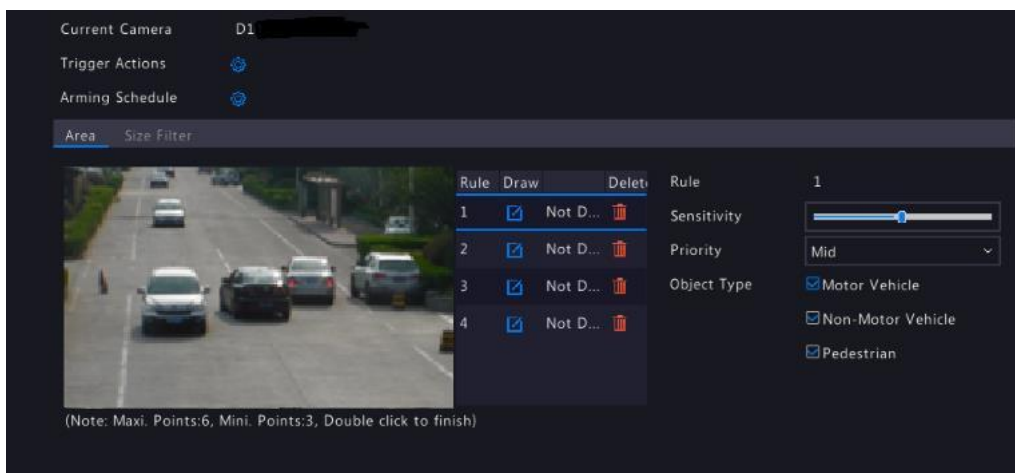 Current Camera D1
Trigger Actions
Arming Schedule
Area Size Filter
Rule Draw Delet
1 Not D...
2 Not D...
3 Not D...
4 Not D...
Rule 1
Sensitivity
Priority Mid
Object Type Motor Vehicle
Non-Motor Vehicle
Pedestrian
(Note: Maxi. Points:6, Mini. Points:3, Double click to finish)